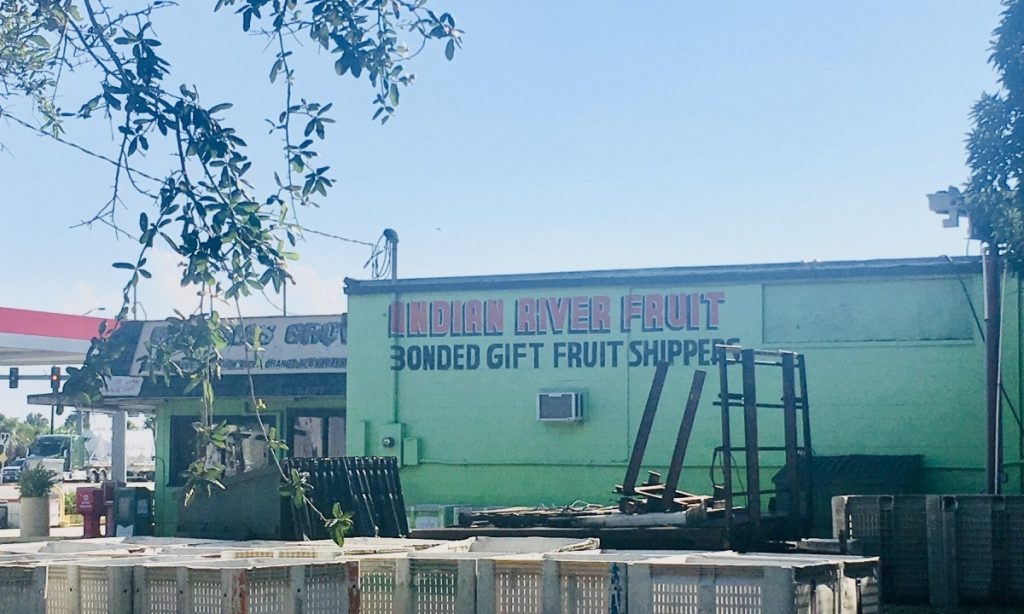 INDIAN RIVER FRUIT
BONDED GIFT FRUIT SHIPPERS